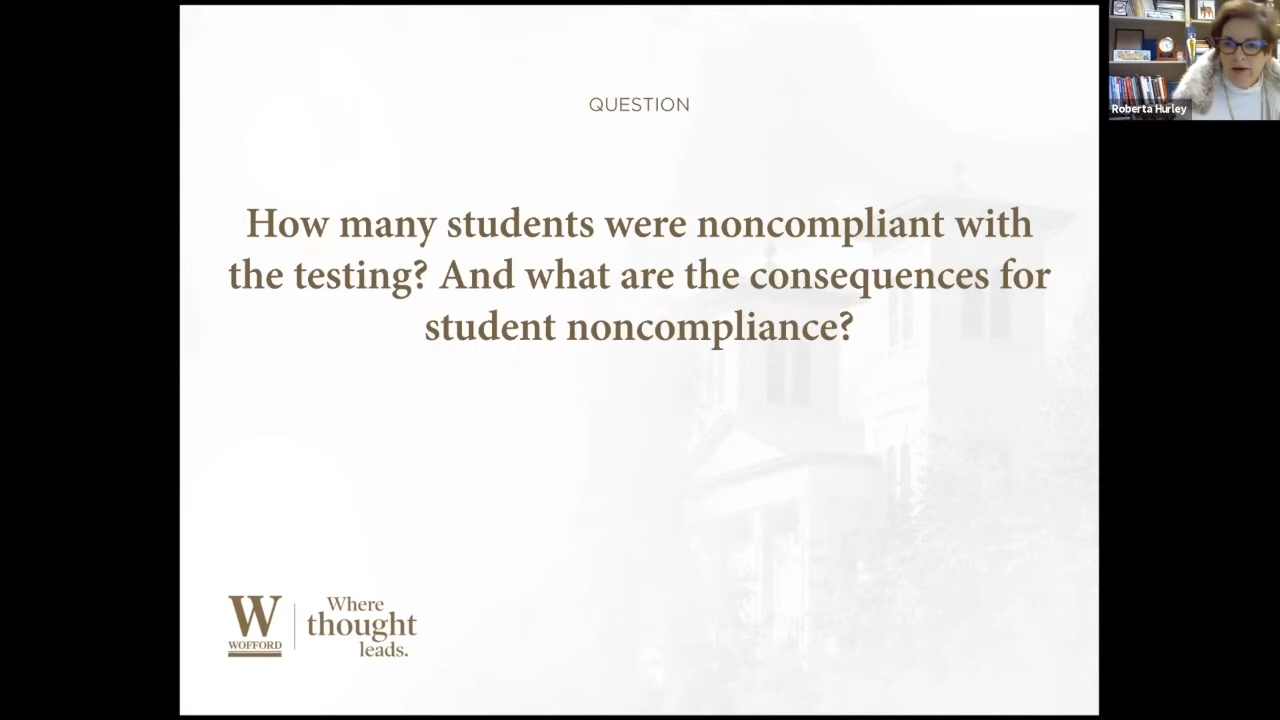 QUESTION
How many students were noncompliant with
the testing? And what are the consequences for
student noncompliance?
W
WOFFORD
Where
thought
leads.
Roberta Hurley